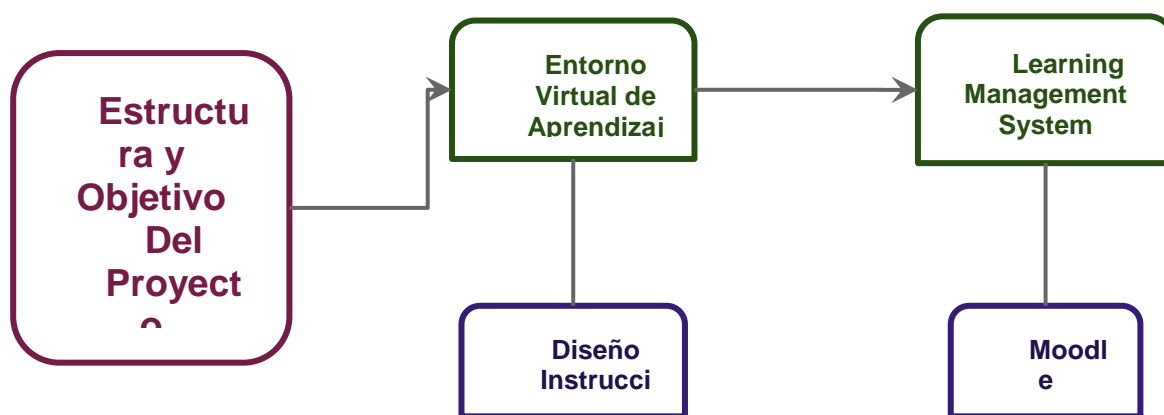 Estructu
ra y
Objetivo
Del
Proyect
o
Entorno
Virtual de
Aprendizaj
Learning
Management
System
Diseño
Instrucci
Moodl
e